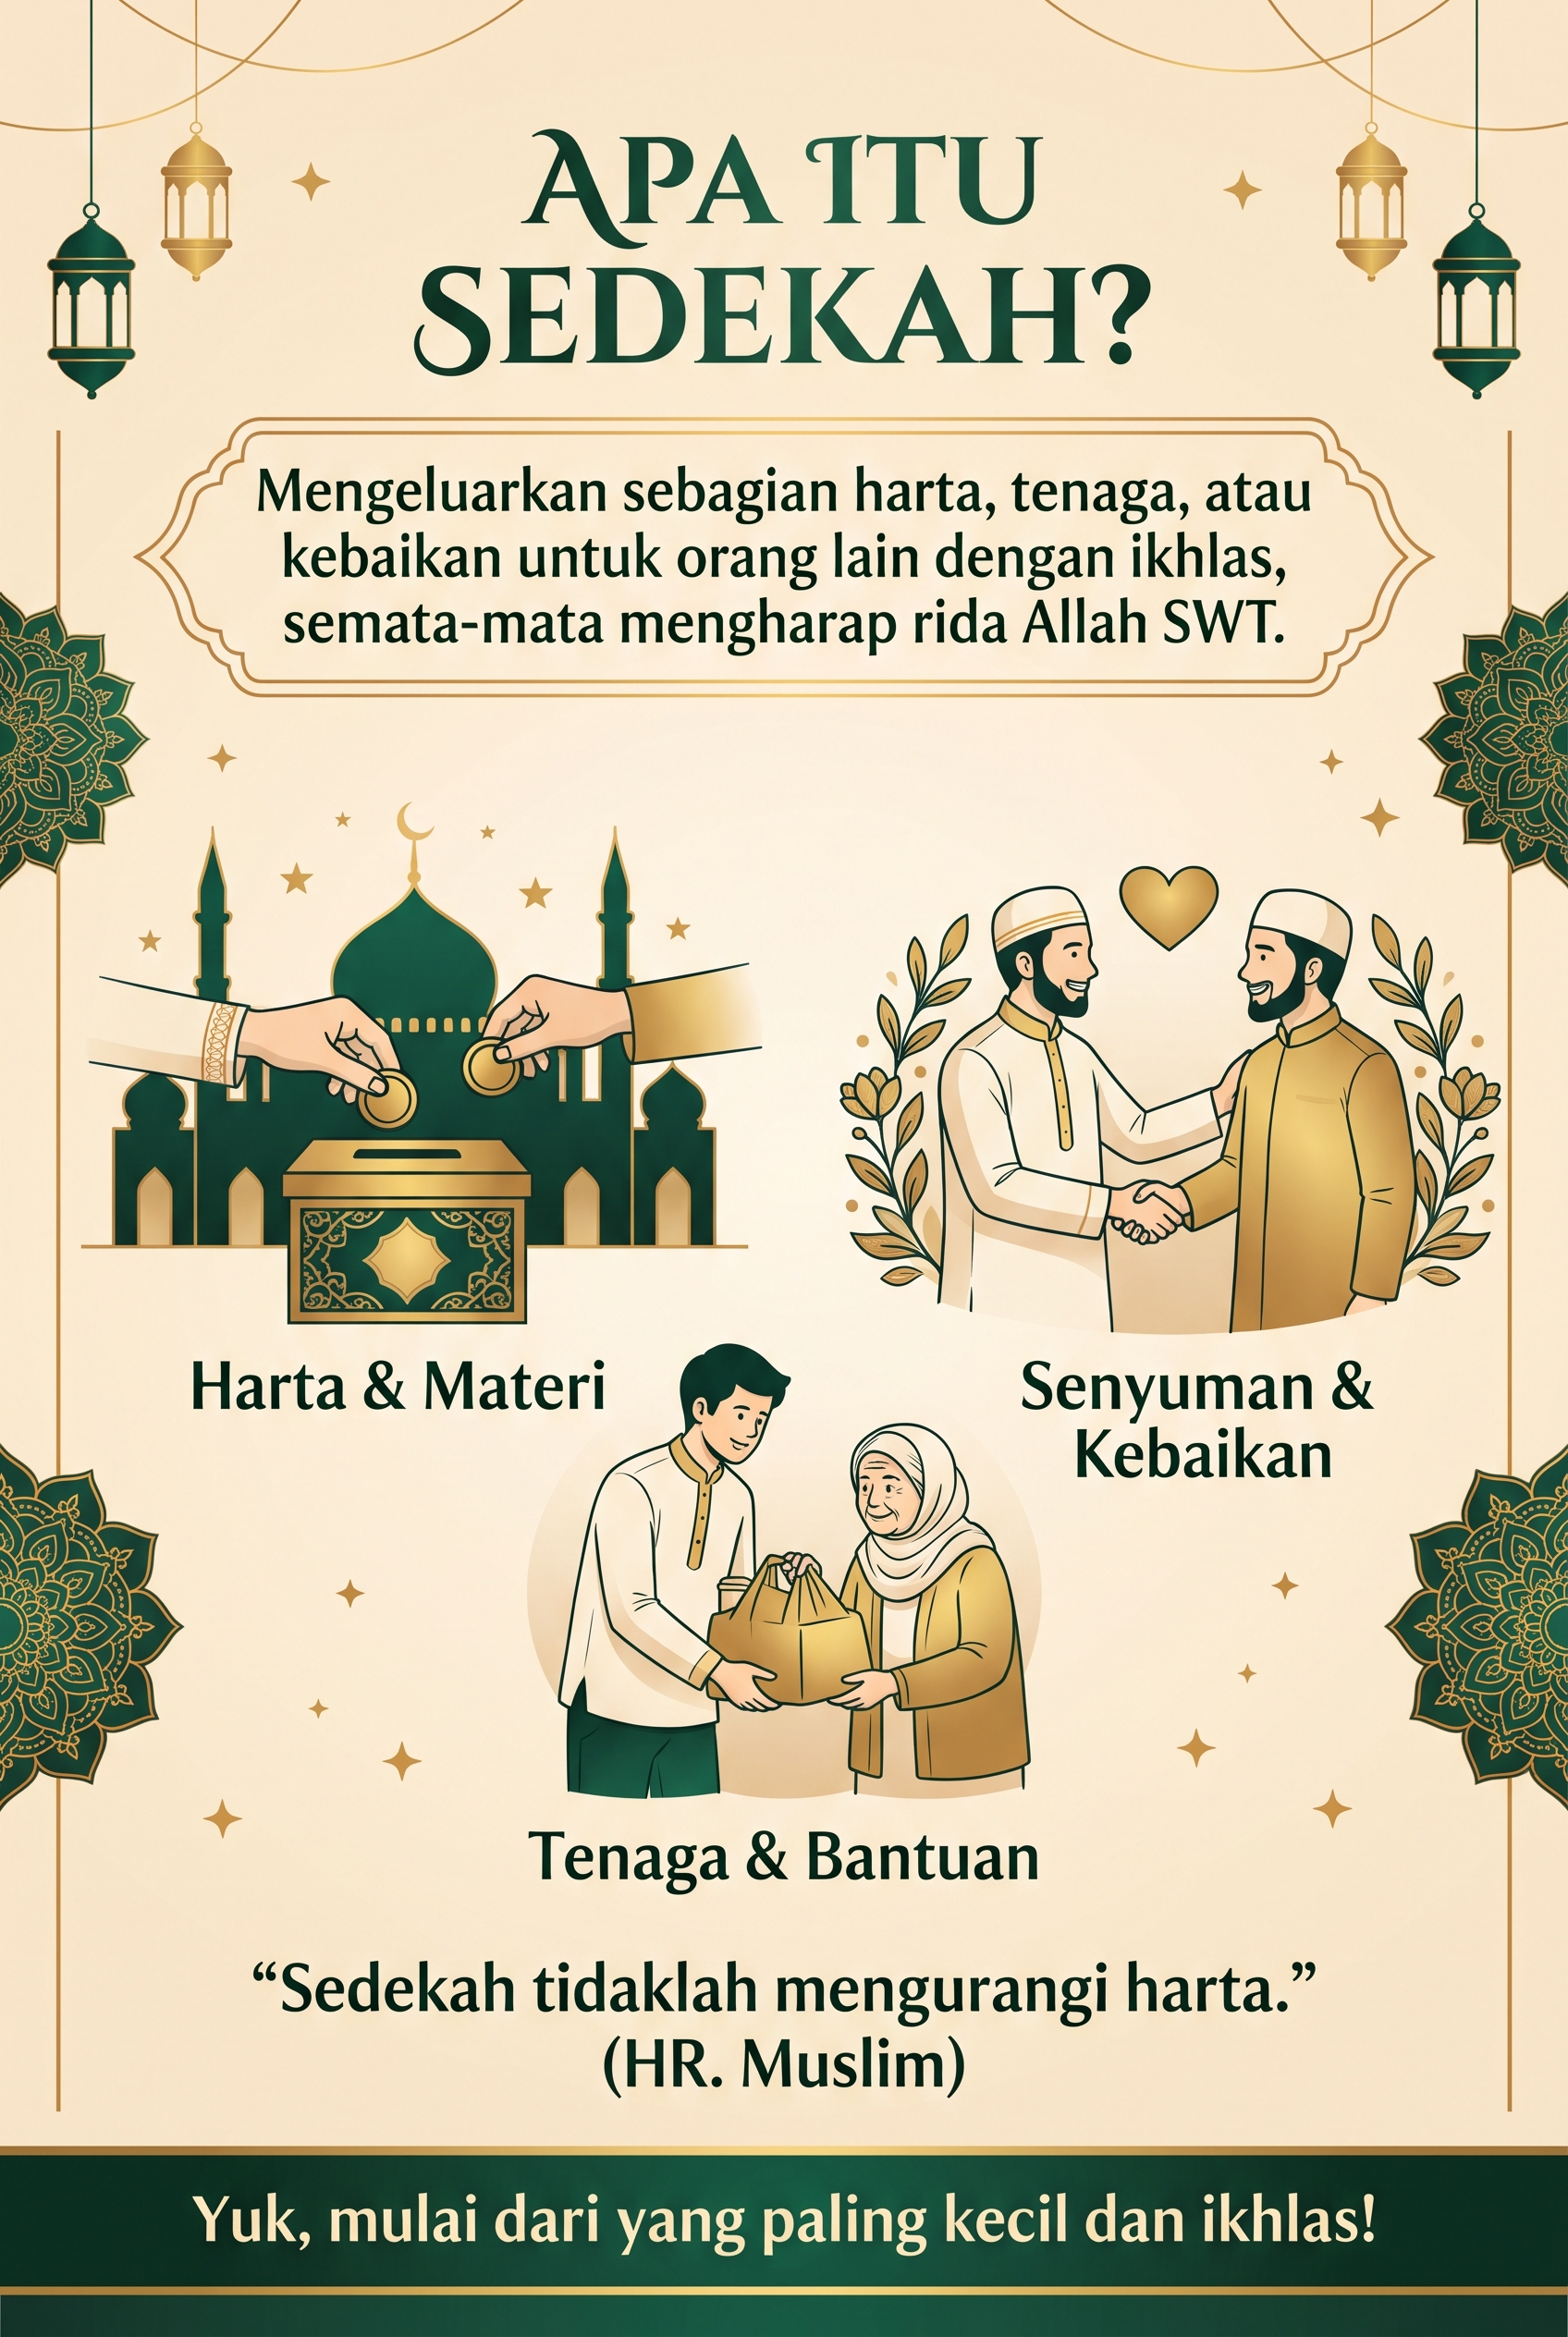 APA ITU
SEDEKAH?
Mengeluarkan sebagian harta, tenaga, atau
kebaikan untuk orang lain dengan ikhlas,
semata-mata mengharap rida Allah SWT.
Harta & Materi
Senyuman &
Kebaikan
Tenaga & Bantuan
“Sedekah tidaklah mengurangi harta.”
(HR. Muslim)
Yuk, mulai dari yang paling kecil dan ikhlas!